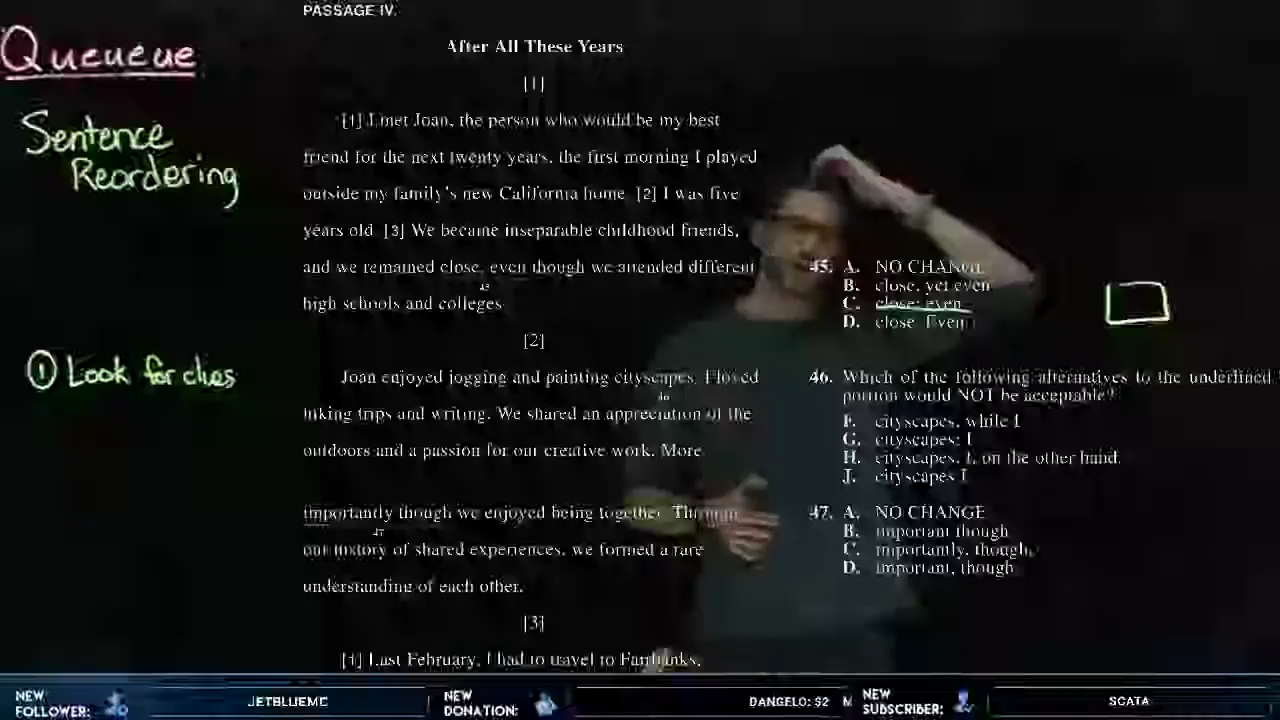 PASSAGE IV.
Queueue
After All These Years
[1]
Sentence
Reordering
[1] I met Joan, the person who would be my best
friend for the next twenty years, the first morning I played
outside my family's new California home. [2] I was five
years old. [3] We became inseparable childhood friends,
and we remained close, even though we attended different
45
high schools and colleges.
45. A. NO CHANGE
B. close, yet even
C. close; even
D. close. Even
[2]
① Look for clues
Joan enjoyed jogging and painting cityscapes. I loved
46
hiking trips and writing. We shared an appreciation of the
outdoors and a passion for our creative work. More
46. Which of the following alternatives to the underlined
portion would NOT be acceptable?
F. cityscapes, while I
G. cityscapes; I
H. cityscapes. I, on the other hand,
J. cityscapes I
importantly though we enjoyed being together. Through
47
our history of shared experiences, we formed a rare
understanding of each other.
47. A. NO CHANGE
B. important though
C. importantly, though,
D. important, though
[3]
[1] Last February, I had to travel to Fairbanks,
NEW
FOLLOWER:
JETBLUEME
NEW
DONATION:
DANGELO: $2 M
NEW
SUBSCRIBER:
SCATA